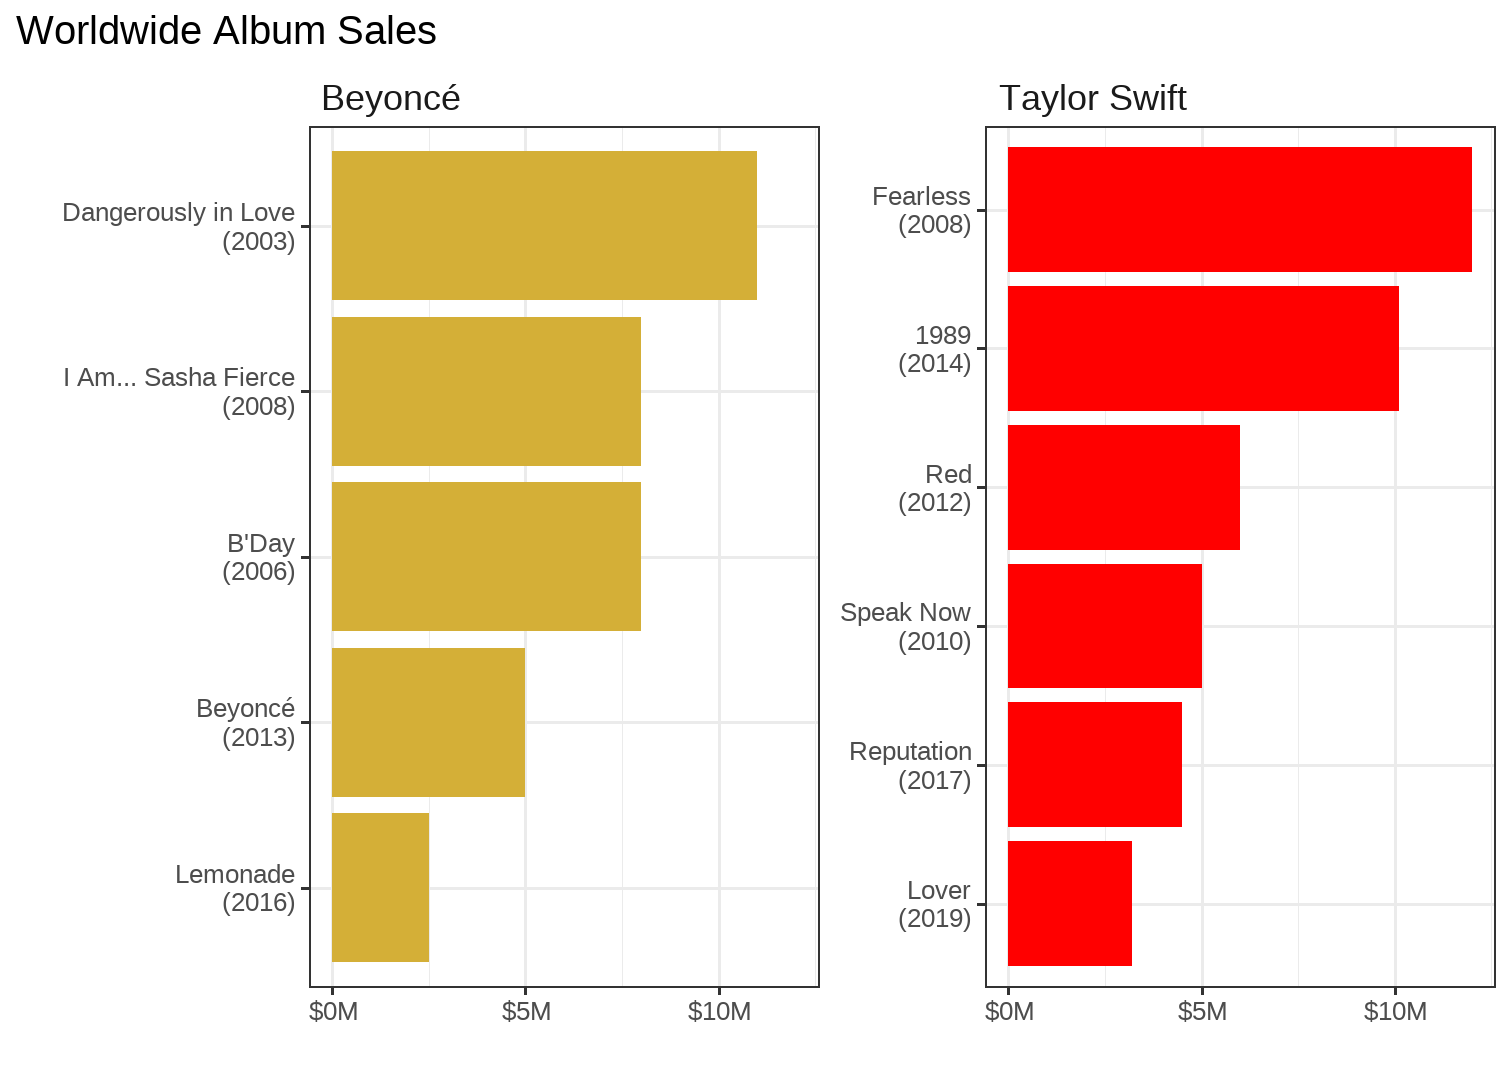 Worldwide Album Sales
Beyoncé
Dangerously in Love
(2003)
I Am... Sasha Fierce
(2008)
B'Day
(2006)
Beyoncé
(2013)
Lemonade
(2016)
$0M
$5M
$10M
Taylor Swift
Fearless
(2008)
1989
(2014)
Red
(2012)
Speak Now
(2010)
Reputation
(2017)
Lover
(2019)
$0M
$5M
$10M